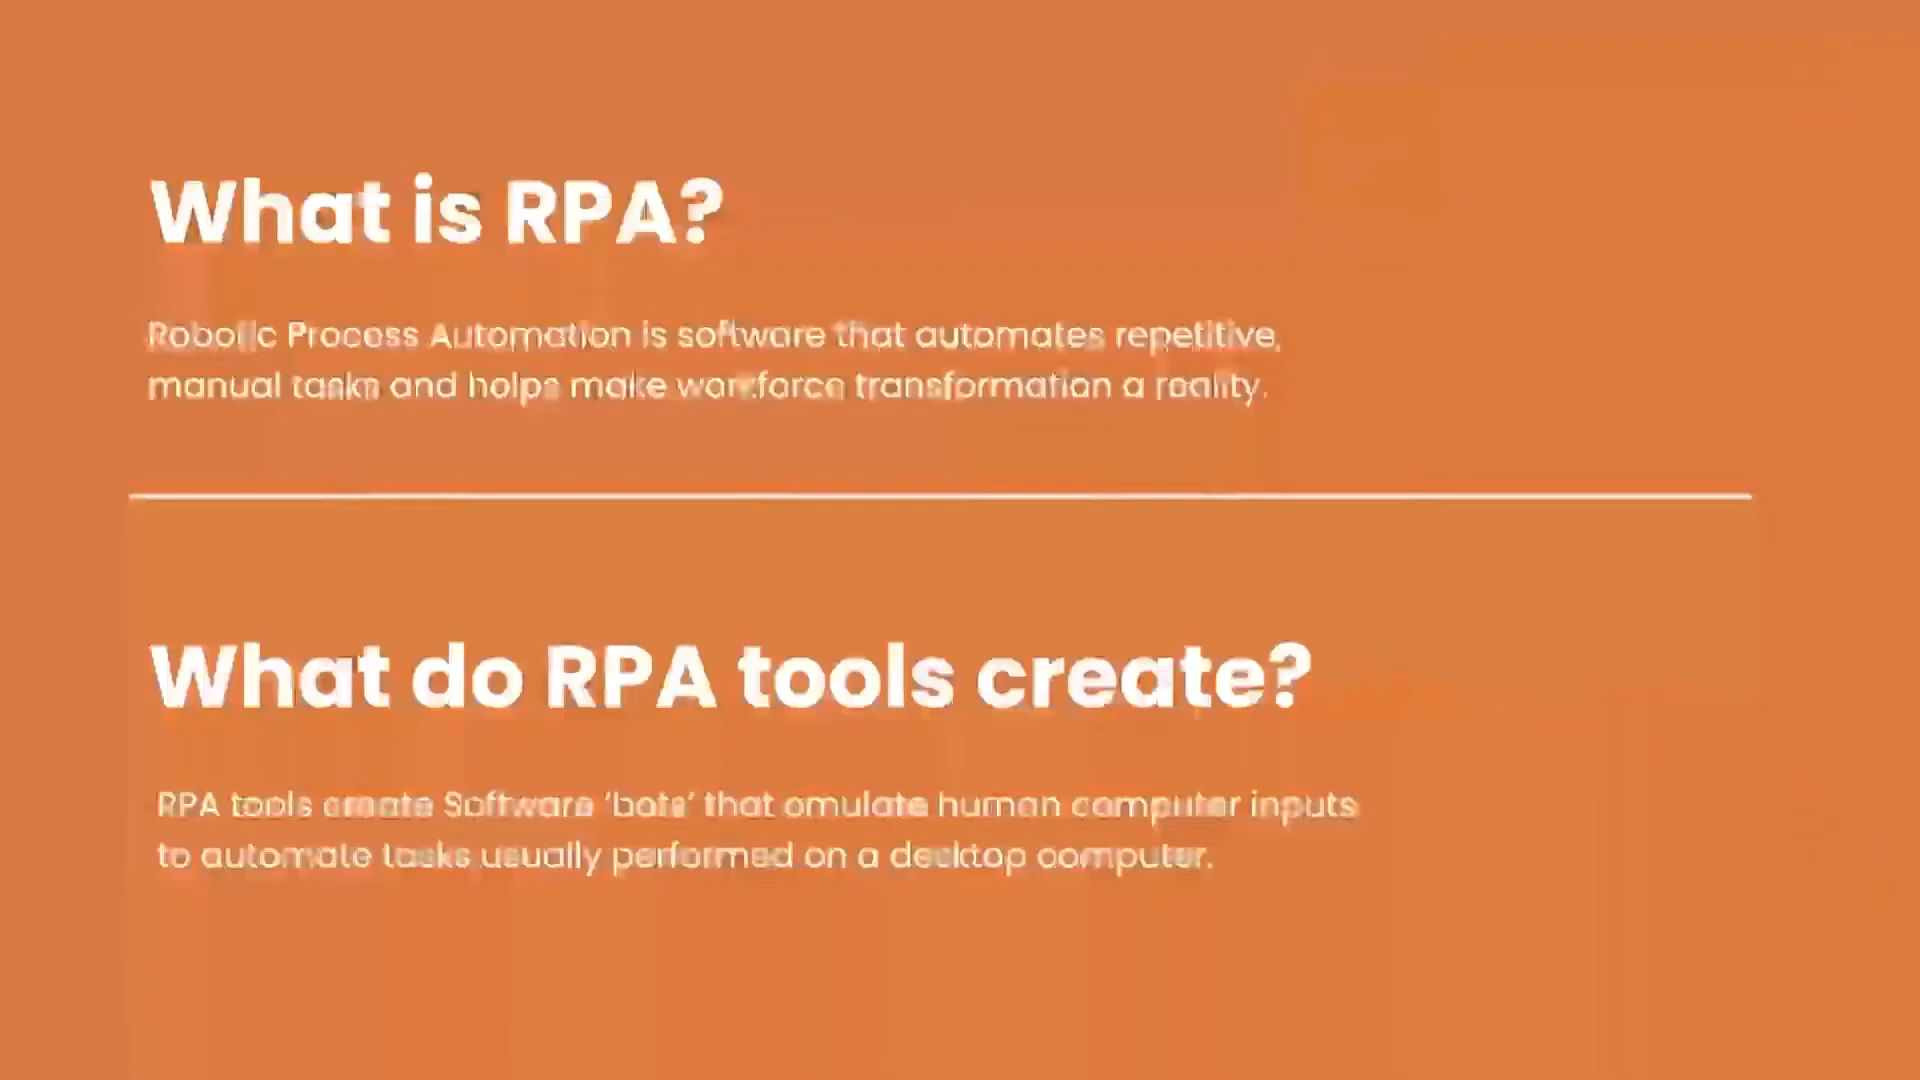 What is RPA?
Robotic Process Automation is software that automates repetitive,
manual tasks and helps make workforce transformation a reality.
What do RPA tools create?
RPA tools create Software ‘bots’ that emulate human computer inputs
to automate tasks usually performed on a desktop computer.